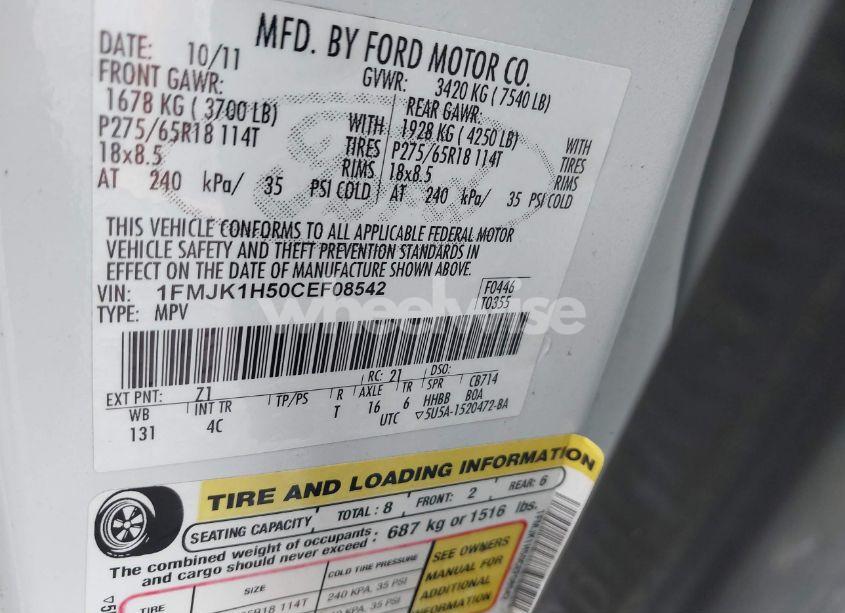 MFD. BY FORD MOTOR CO.
DATE: 10/11 GVWR: 3420 KG ( 7540 LB)
FRONT GAWR: REAR GAWR:
1678 KG ( 3700 LB) WITH 1928 KG ( 4250 LB) WITH
P275/65R18 114T TIRES P275/65R18 114T TIRES
18x8.5 RIMS 18x8.5 RIMS
AT 240 kPa/ 35 PSI COLD AT 240 kPa/ 35 PSI COLD
THIS VEHICLE CONFORMS TO ALL APPLICABLE FEDERAL MOTOR
VEHICLE SAFETY AND THEFT PREVENTION STANDARDS IN
EFFECT ON THE DATE OF MANUFACTURE SHOWN ABOVE.
VIN: 1FMJK1H50CEF08542 F0446
TYPE: MPV T0355
wheelwise
EXT PNT: Z1 RC: 21 DSO:
WB INT TR TP/PS R AXLE TR SPR CB714
131 4C T 16 6 HHBB BOA
UTC ▽5U5A-1520472-BA
TIRE AND LOADING INFORMATION
SEATING CAPACITY TOTAL : 8 FRONT: 2 REAR: 6
The combined weight of occupants
and cargo should never exceed : 687 kg or 1516 lbs.
TIRE SIZE COLD TIRE PRESSURE SEE OWNERS
MANUAL FOR
ADDITIONAL
R18 114T 240 KPA, 35 PSI
240 KPA, 35 PSI